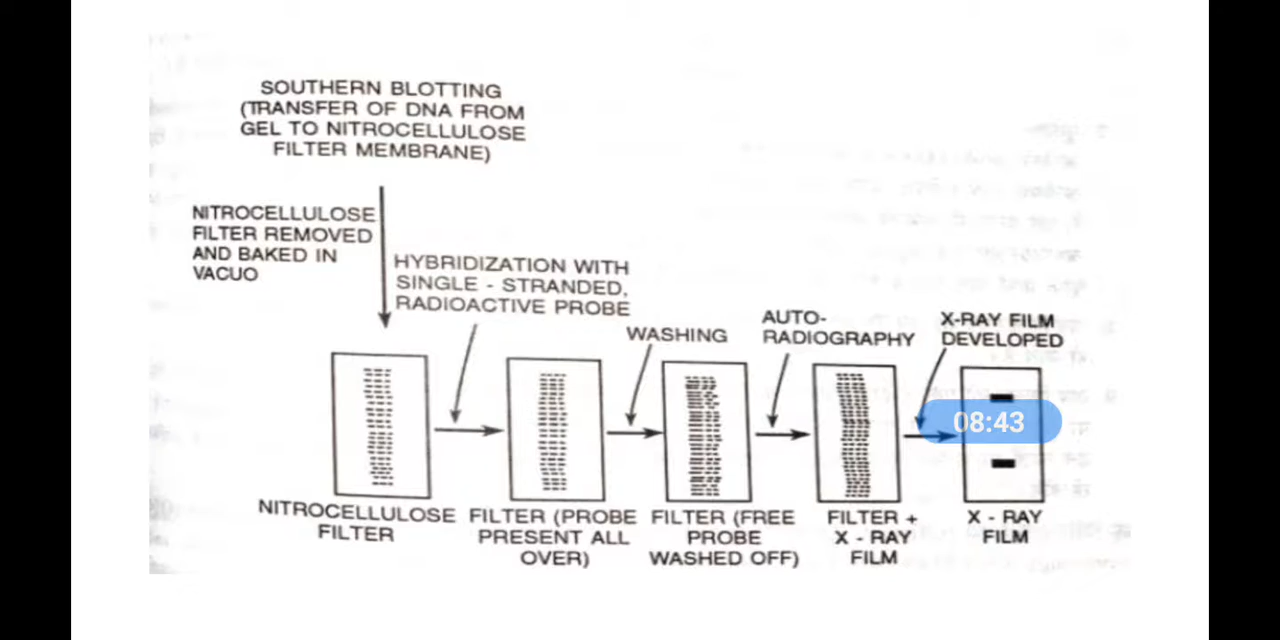 SOUTHERN BLOTTING
(TRANSFER OF DNA FROM
GEL TO NITROCELLULOSE
FILTER MEMBRANE)
NITROCELLULOSE
FILTER REMOVED
AND BAKED IN
VACUO
HYBRIDIZATION WITH
SINGLE - STRANDED,
RADIOACTIVE PROBE
WASHING
AUTO-
RADIOGRAPHY
X-RAY FILM
DEVELOPED
08:43
NITROCELLULOSE
FILTER
FILTER (PROBE
PRESENT ALL
OVER)
FILTER (FREE
PROBE
WASHED OFF)
FILTER +
X - RAY
FILM
X - RAY
FILM